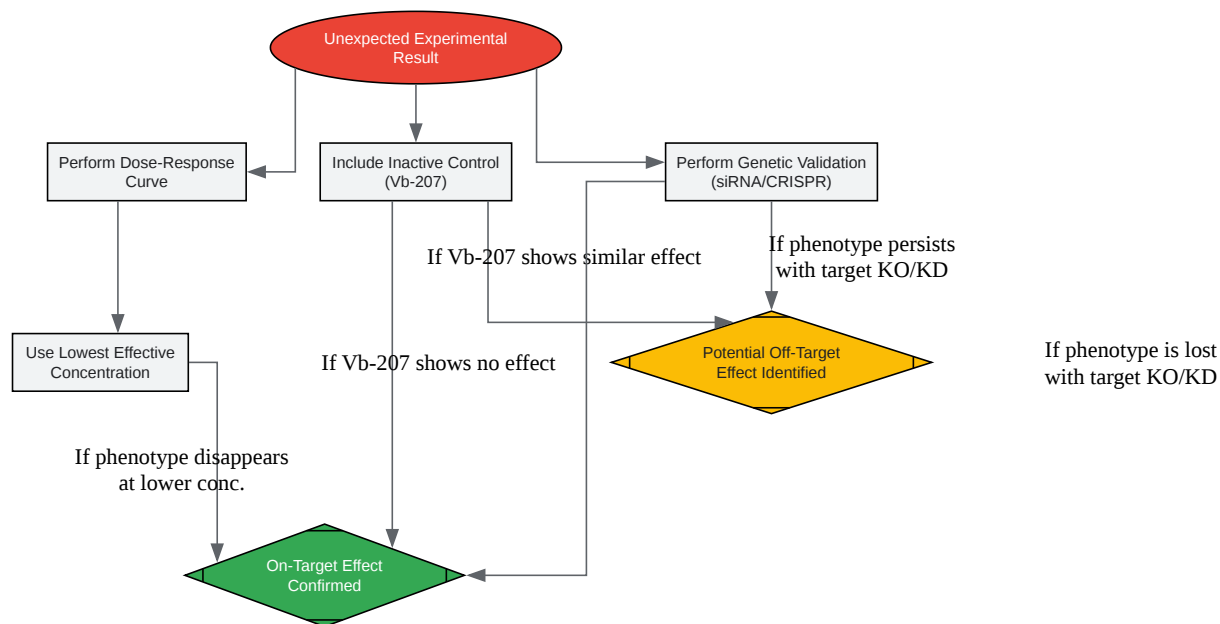 Unexpected Experimental
Result
Perform Dose-Response
Curve
Include Inactive Control
(Vb-207)
Perform Genetic Validation
(siRNA/CRISPR)
If Vb-207 shows similar effect
If phenotype persists
with target KO/KD
Use Lowest Effective
Concentration
If Vb-207 shows no effect
Potential Off-Target
Effect Identified
If phenotype is lost
with target KO/KD
If phenotype disappears
at lower conc.
On-Target Effect
Confirmed